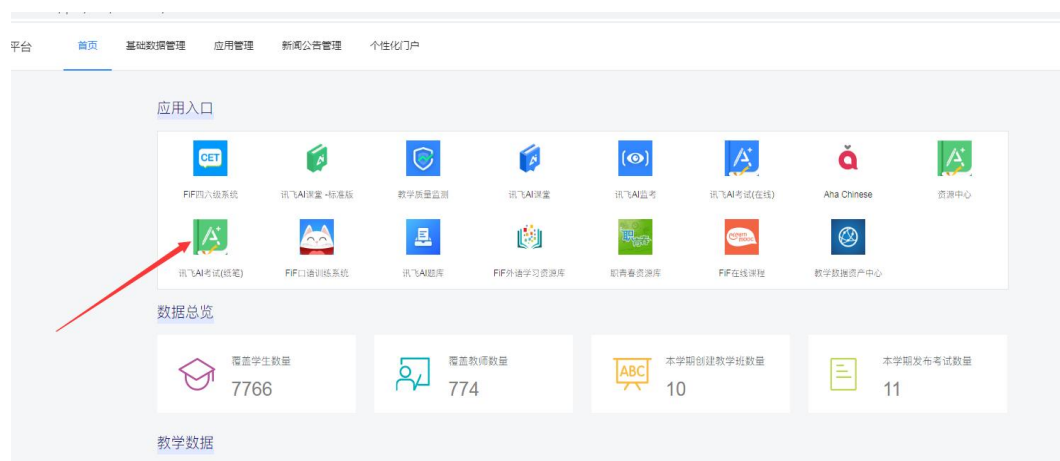 平台 首页 基础数据管理 应用管理 新闻公告管理 个性化门户
应用入口
CET
FiF四六级系统 讯飞AI课堂-标准版 教学质量监测 讯飞AI课堂 讯飞AI监考 讯飞AI考试(在线) Aha Chinese 资源中心
讯飞AI考试(纸笔) FiF口语训练系统 讯飞AI题库 FiF外语学习资源库 职青春资源库 FiF在线课程 教学数据资产中心
数据总览
覆盖学生数量 覆盖教师数量 本学期创建教学班数量 本学期发布考试数量
ABC
7766 774 10 11
教学数据